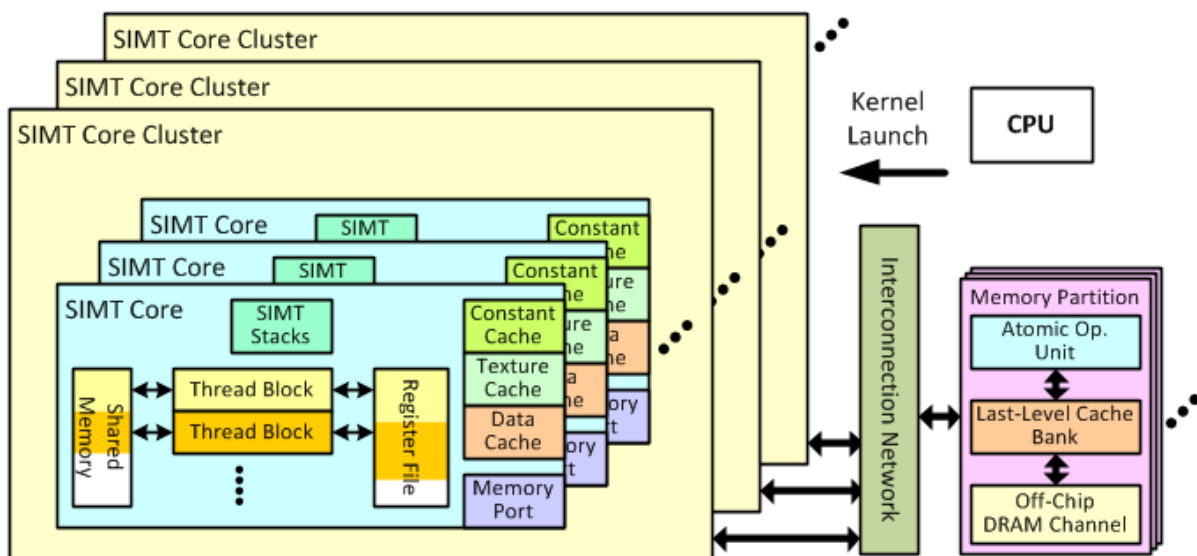 SIMT Core Cluster
SIMT Core Cluster
SIMT Core Cluster
Kernel
Launch
CPU
SIMT Core
SIMT
Constant
SIMT Core
SIMT
Constant
SIMT Core
SIMT
Stacks
Constant
Cache
Texture
Cache
Data
Cache
Memory
Port
Shared
Memory
Thread Block
Thread Block
Register File
Interconnection Network
Memory Partition
Atomic Op.
Unit
Last-Level Cache
Bank
Off-Chip
DRAM Channel